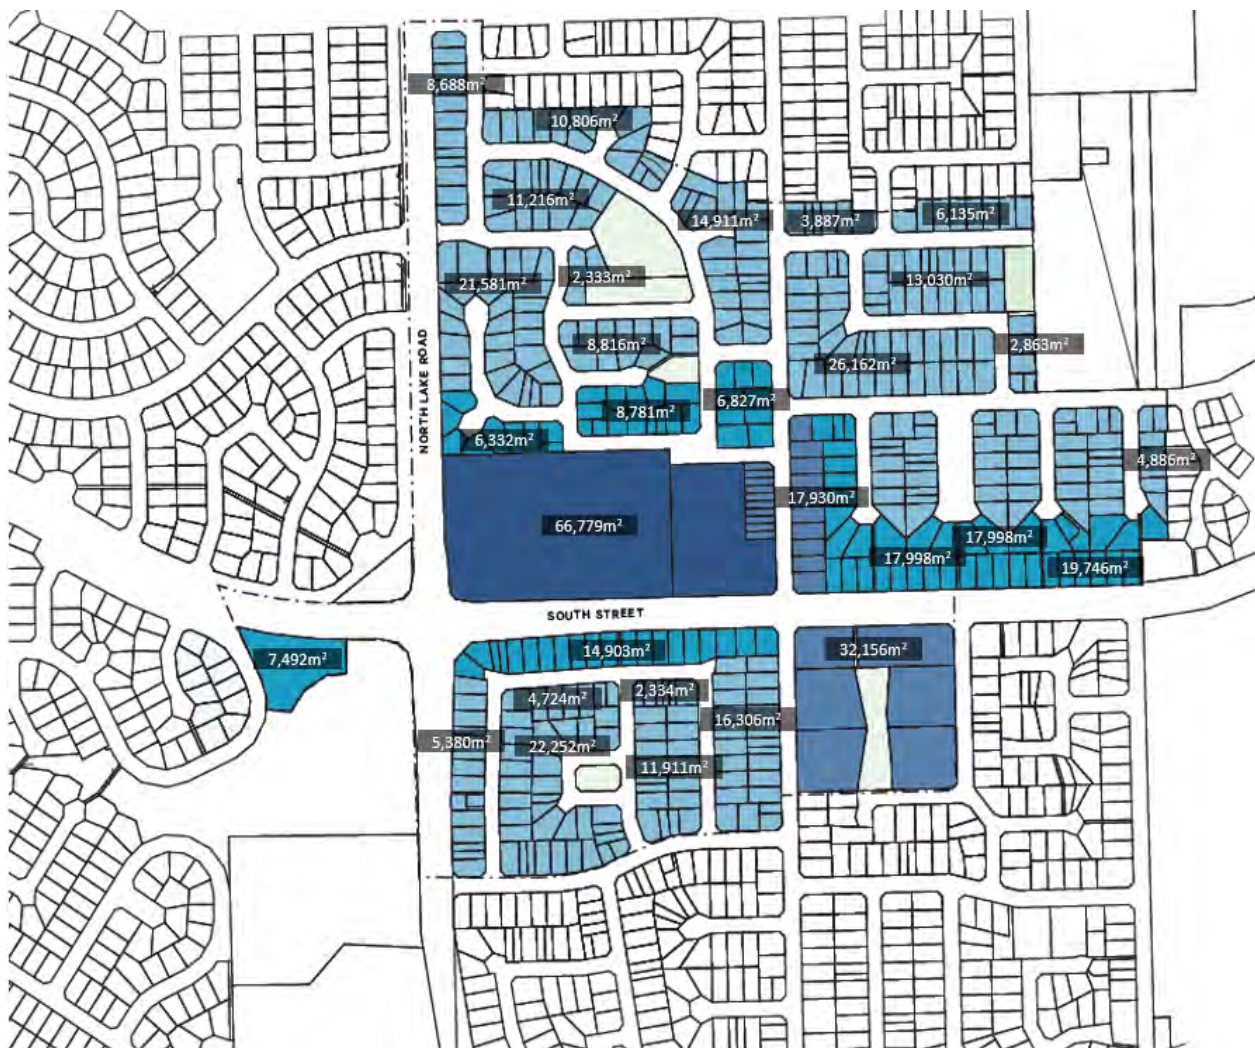 8,688m²
10,806m²
11,216m²
14,911m²
3,887m²
6,135m²
21,581m²
2,333m²
13,030m²
NORTH LAKE ROAD
8,816m²
2,863m²
26,162m²
6,827m²
8,781m²
6,332m²
4,886m²
17,930m²
66,779m²
17,998m²
17,998m²
19,746m²
SOUTH STREET
14,903m²
32,156m²
7,492m²
4,724m²
2,334m²
16,306m²
5,380m²
22,252m²
11,911m²